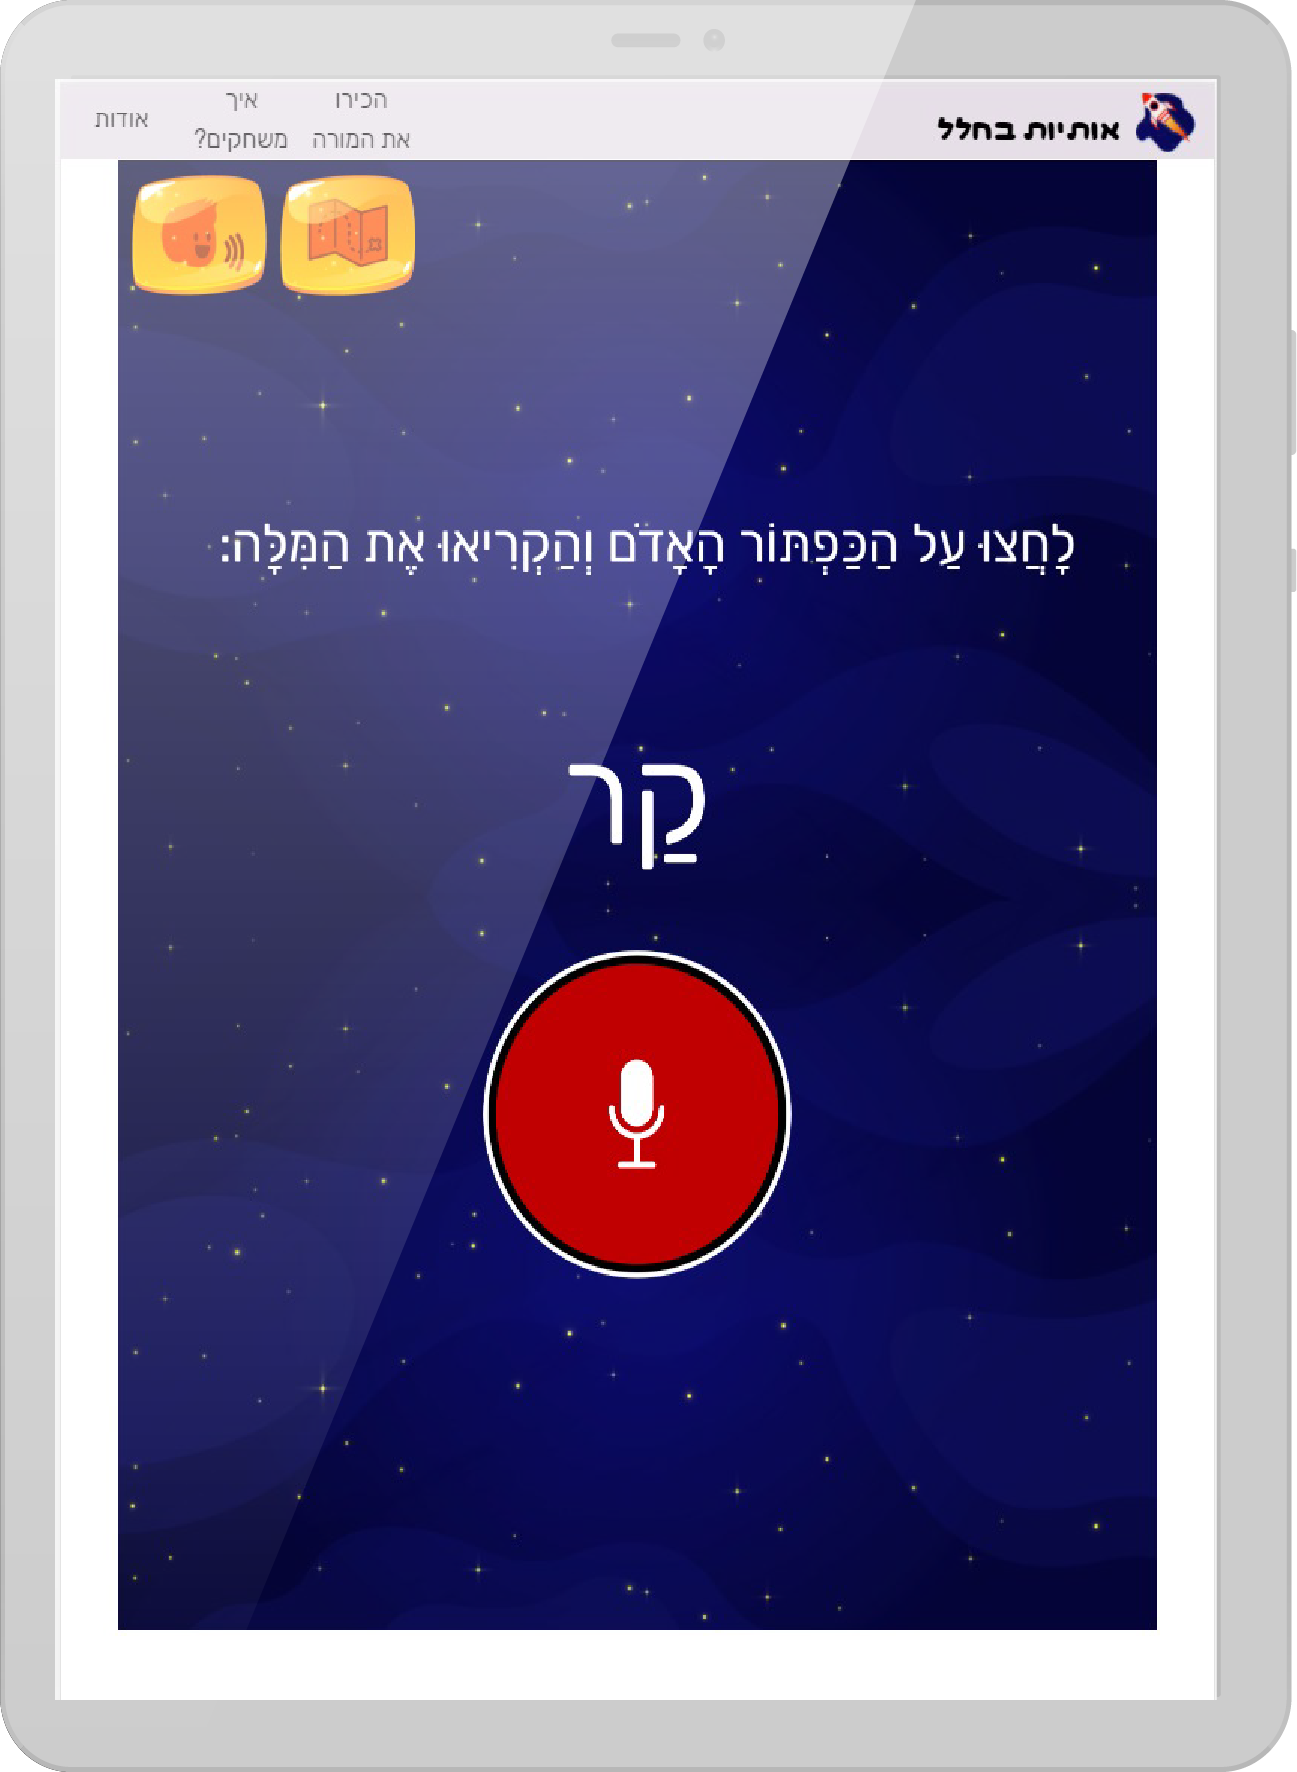 אותיות בחלל
הכירו
את המורה
איך
משחקים?
אודות
לַחֲצוּ עַל הַכַּפְתּוֹר הָאָדֹם וְהַקְרִיאוּ אֶת הַמִּלָּה:
קַר